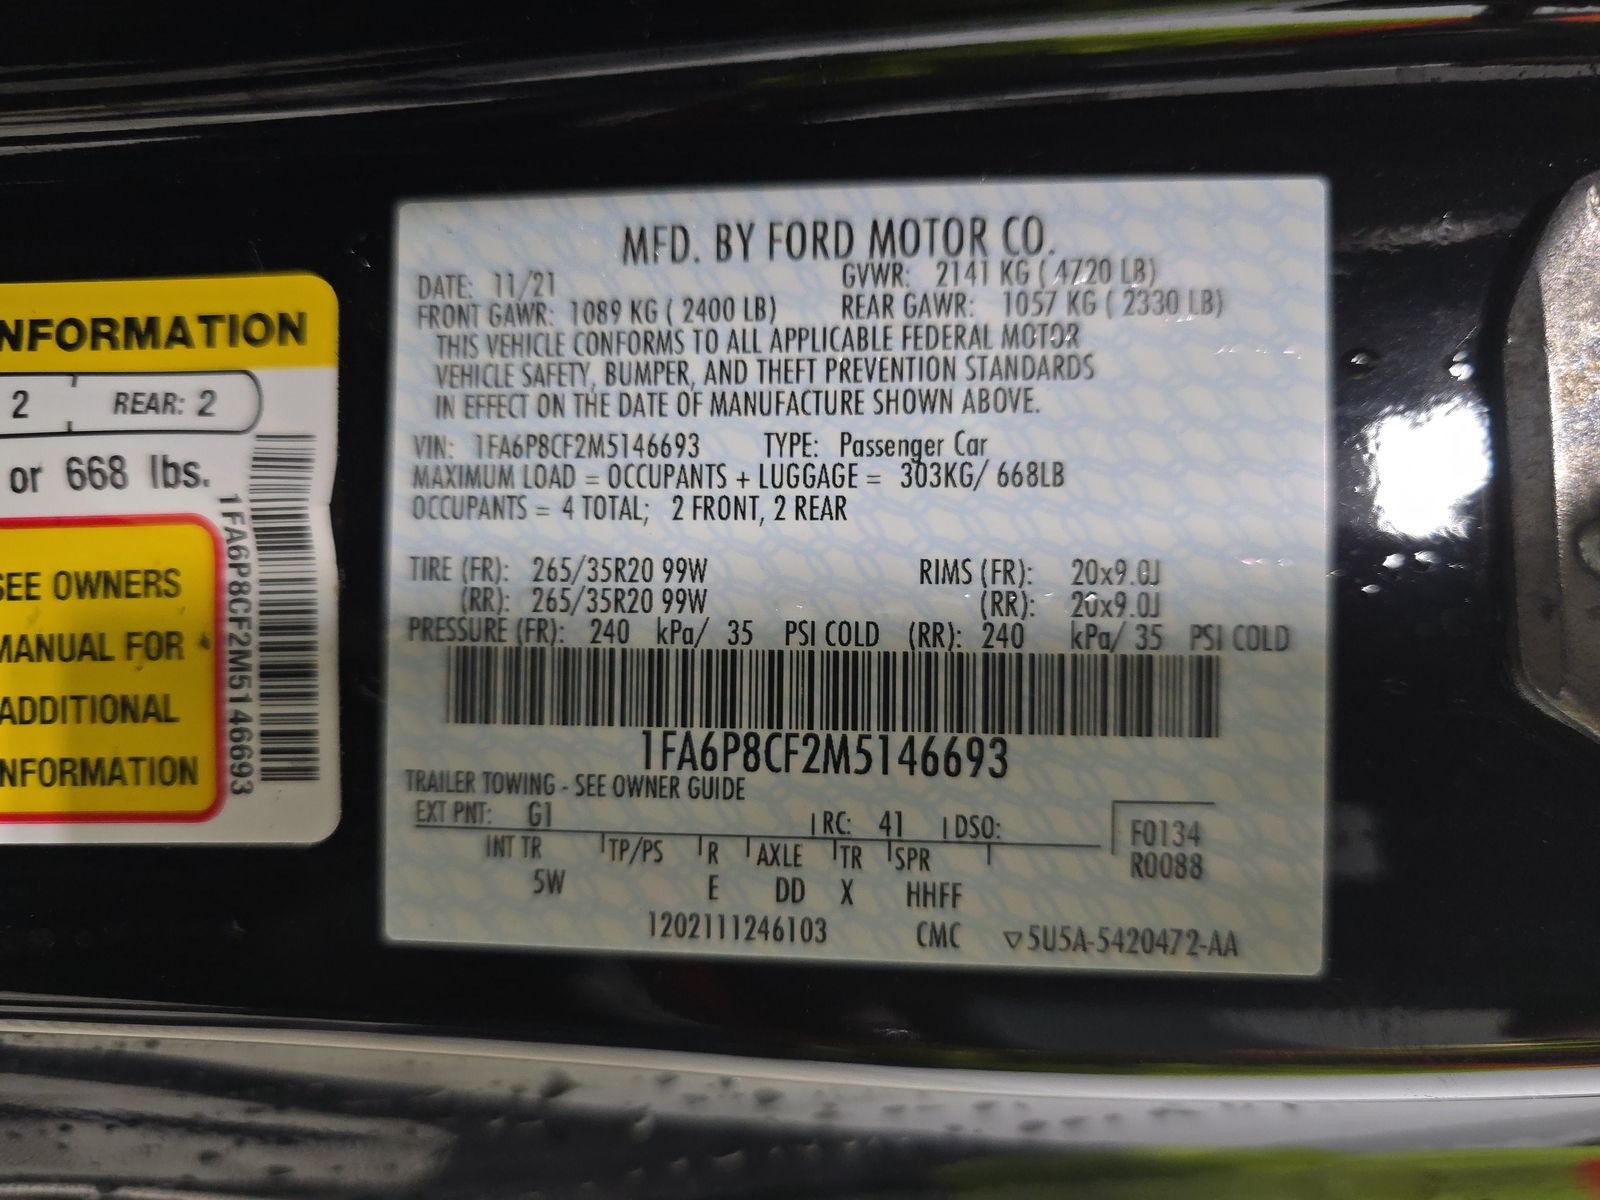 NFORMATION
2 REAR: 2
or 668 lbs.
SEE OWNERS
MANUAL FOR
ADDITIONAL
NFORMATION
1FA6P8CF2M5146693
MFD. BY FORD MOTOR CO.
DATE: 11/21 GVWR: 2141 KG ( 4720 LB)
FRONT GAWR: 1089 KG ( 2400 LB) REAR GAWR: 1057 KG ( 2330 LB)
THIS VEHICLE CONFORMS TO ALL APPLICABLE FEDERAL MOTOR
VEHICLE SAFETY, BUMPER, AND THEFT PREVENTION STANDARDS
IN EFFECT ON THE DATE OF MANUFACTURE SHOWN ABOVE.
VIN: 1FA6P8CF2M5146693 TYPE: Passenger Car
MAXIMUM LOAD = OCCUPANTS + LUGGAGE = 303KG/ 668LB
OCCUPANTS = 4 TOTAL; 2 FRONT, 2 REAR
TIRE (FR): 265/35R20 99W RIMS (FR): 20x9.0J
(RR): 265/35R20 99W (RR): 20x9.0J
PRESSURE (FR): 240 kPa/ 35 PSI COLD (RR): 240 kPa/ 35 PSI COLD
1FA6P8CF2M5146693
TRAILER TOWING - SEE OWNER GUIDE
EXT PNT: G1 RC: 41 DSO: F0134
INT TR TP/PS R AXLE TR SPR R0088
5W E DD X HHFF
1202111246103 CMC ▽5U5A-5420472-AA